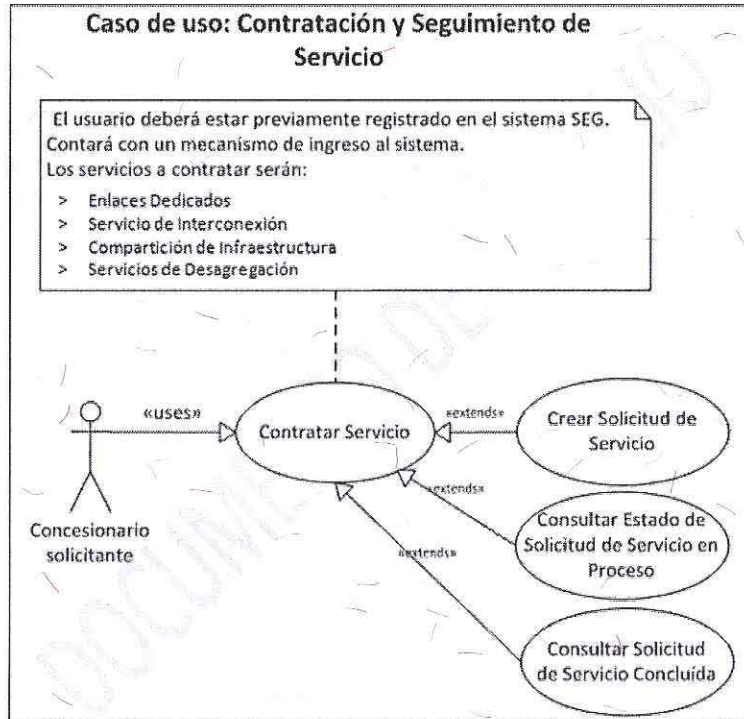 Caso de uso: Contratación y Seguimiento de
Servicio
El usuario deberá estar previamente registrado en el sistema SEG.
Contará con un mecanismo de ingreso al sistema.
Los servicios a contratar serán:
> Enlaces Dedicados
> Servicio de Interconexión
> Compartición de Infraestructura
> Servicios de Desagregación
«uses»
Contratar Servicio
«extends»
Crear Solicitud de
Servicio
«extends»
Consultar Estado de
Solicitud de Servicio en
Proceso
«extends»
Concesionario
solicitante
Consultar Solicitud
de Servicio Concluída
DOCUMENTO DE